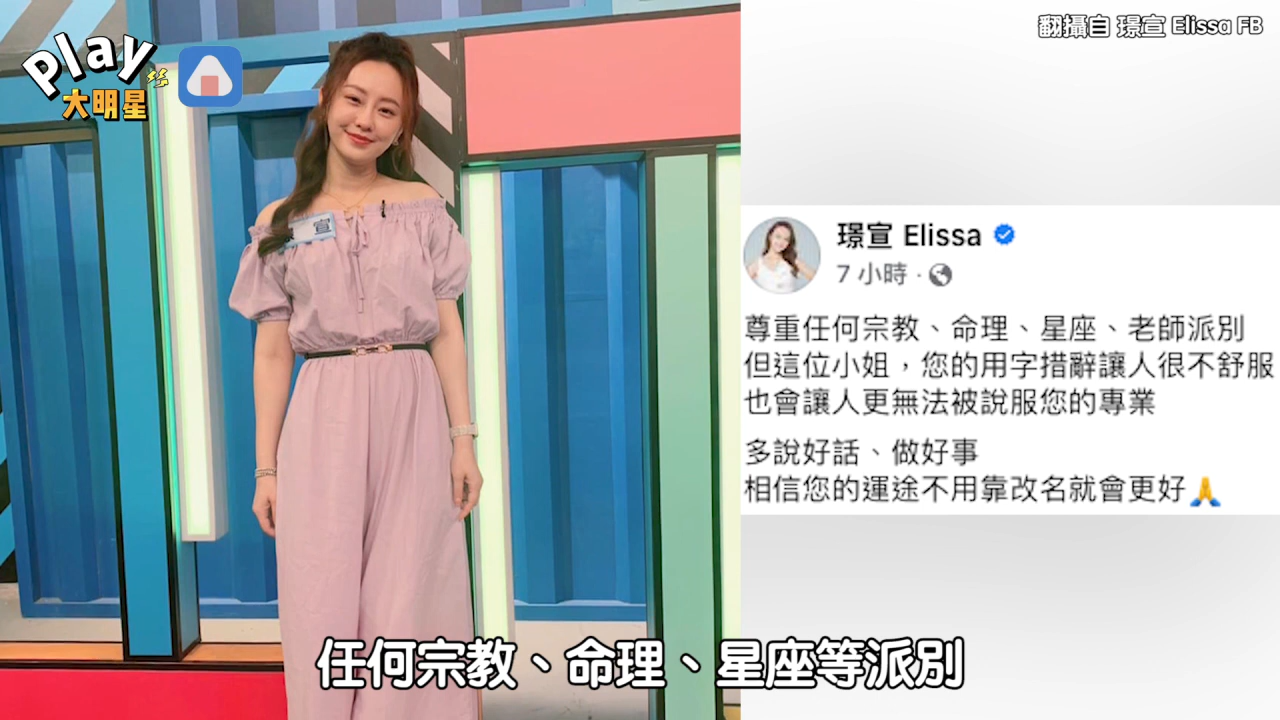 Play
大明星
翻攝自 璟宣 Elissa FB
宣
璟宣 Elissa
7 小時 ·
尊重任何宗教、命理、星座、老師派別
但這位小姐，您的用字措辭讓人很不舒服
也會讓人更無法被說服您的專業
多說好話、做好事
相信您的運途不用靠改名就會更好🙏
任何宗教、命理、星座等派別